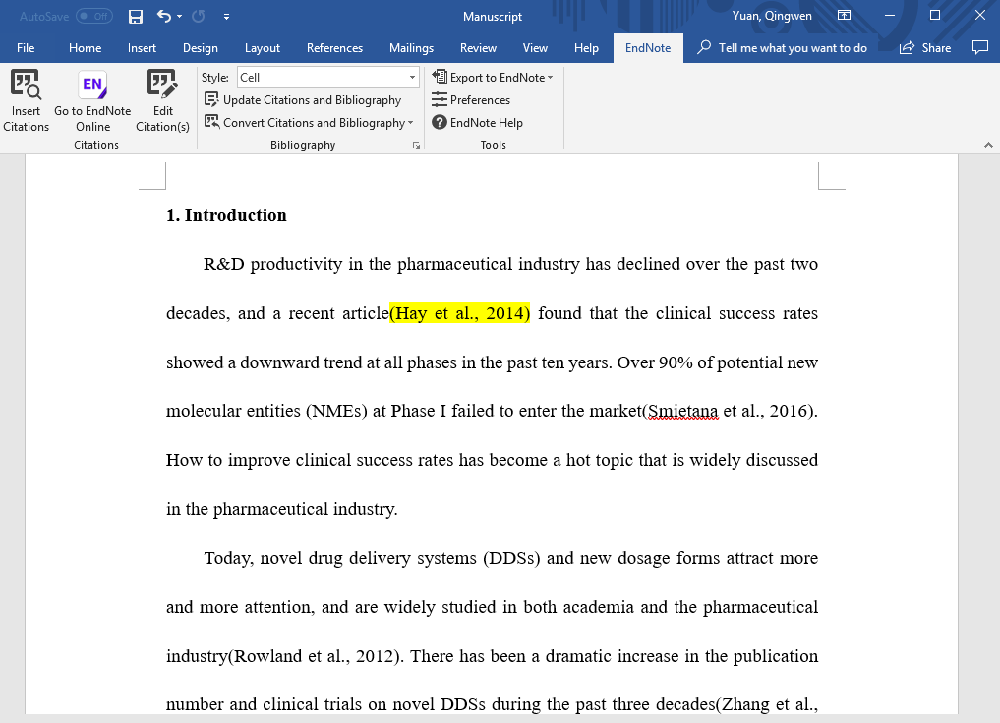 AutoSave Off Manuscript Yuan, Qingwen
File Home Insert Design Layout References Mailings Review View Help EndNote Tell me what you want to do Share
Insert Citations
EN Go to EndNote Online
Edit Citation(s)
Citations
Style: Cell
Update Citations and Bibliography
Convert Citations and Bibliography
Bibliography
Export to EndNote
Preferences
EndNote Help
Tools
1. Introduction
R&D productivity in the pharmaceutical industry has declined over the past two
decades, and a recent article(Hay et al., 2014) found that the clinical success rates
showed a downward trend at all phases in the past ten years. Over 90% of potential new
molecular entities (NMEs) at Phase I failed to enter the market(Smietana et al., 2016).
How to improve clinical success rates has become a hot topic that is widely discussed
in the pharmaceutical industry.
Today, novel drug delivery systems (DDSs) and new dosage forms attract more
and more attention, and are widely studied in both academia and the pharmaceutical
industry(Rowland et al., 2012). There has been a dramatic increase in the publication
number and clinical trials on novel DDSs during the past three decades(Zhang et al.,